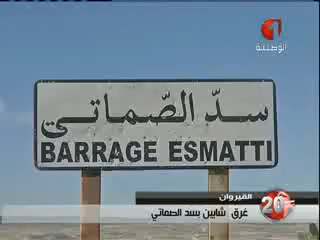 الوطنية
سدّ الصّماتي
BARRAGE ESMATTI
القيروان
20
غرق شابين بسد الصماتي